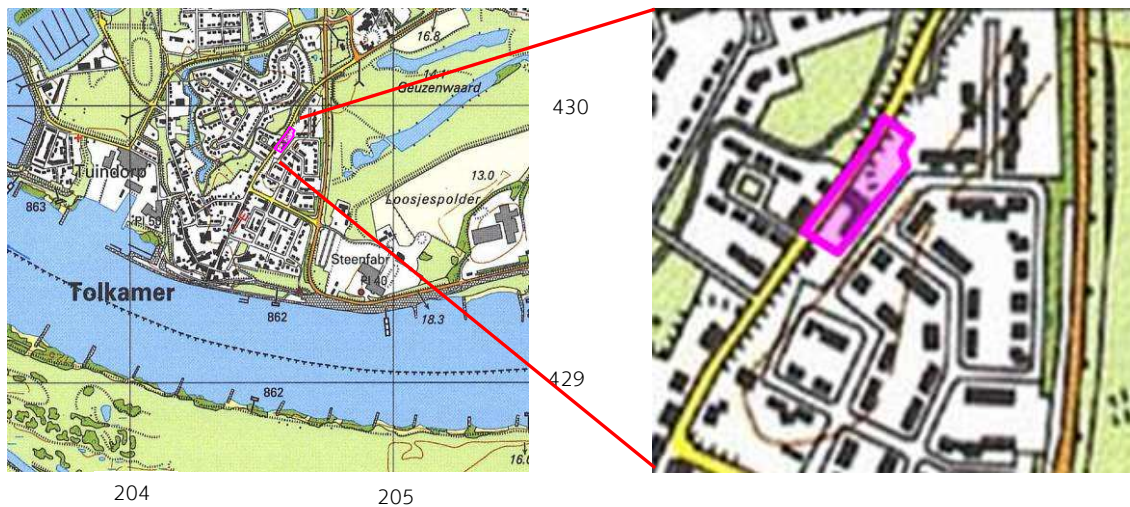 16.8
14.1
Geuzenwaard
430
Tuindorp
13.0
863
Pl 50
Loosjespolder
Steenfabr
Pl 40
Tolkamer
862
18.3
429
862
16.
204
205